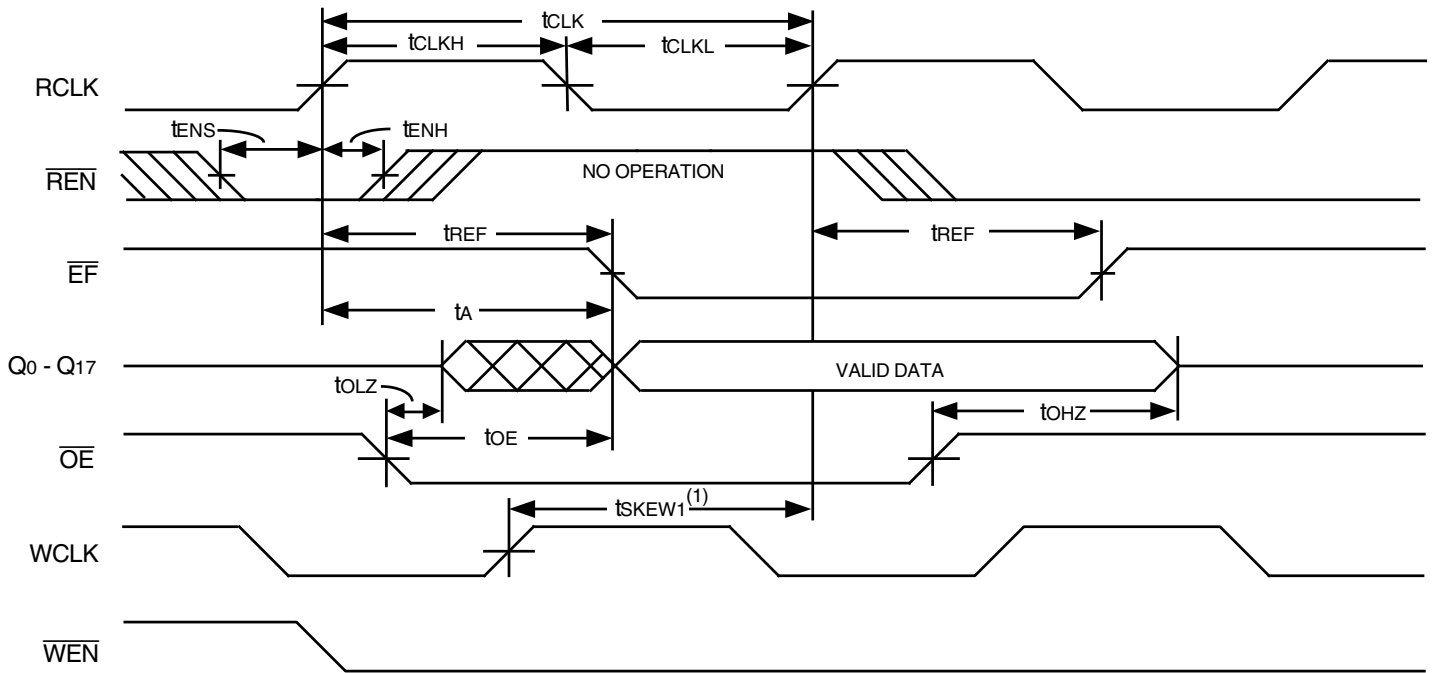 tCLK
tCLKH
tCLKL
RCLK
tENS
tENH
REN
NO OPERATION
tREF
tREF
EF
tA
Q0 - Q17
VALID DATA
tOLZ
tOHZ
tOE
OE
tSKEW1(1)
WCLK
WEN